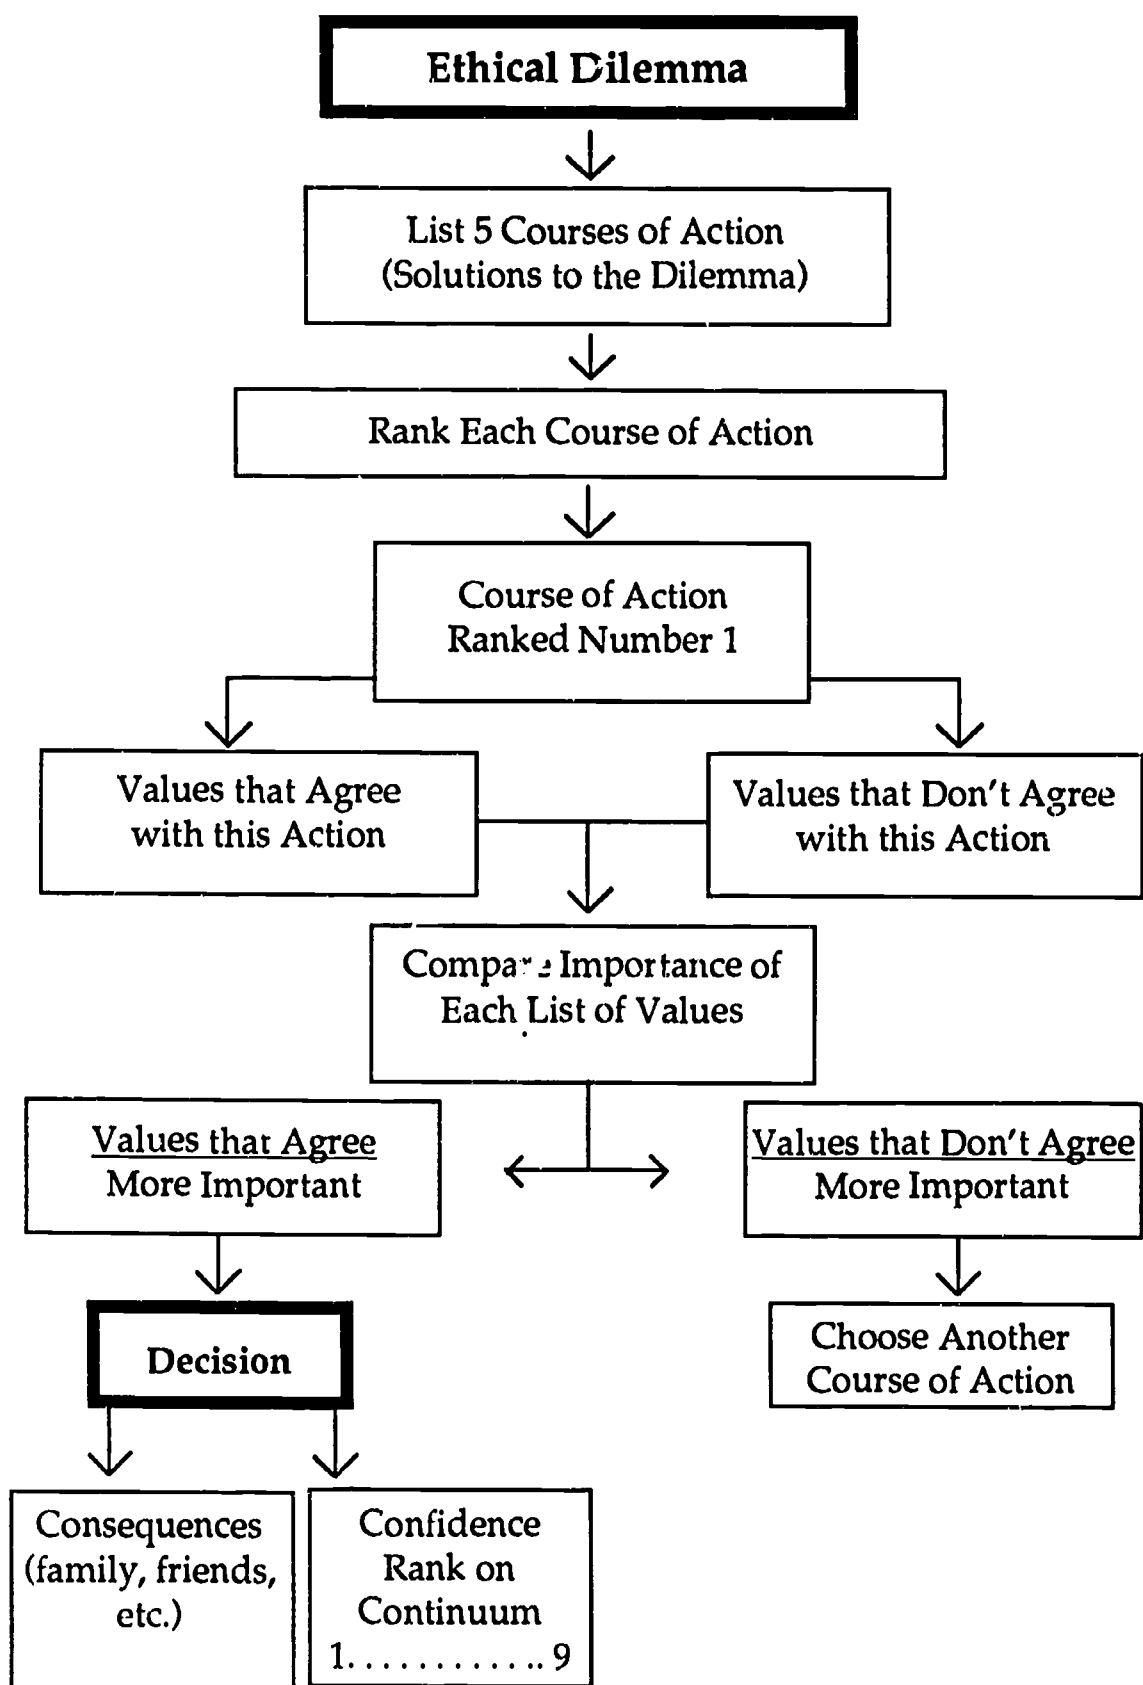 Ethical Dilemma
List 5 Courses of Action
(Solutions to the Dilemma)
Rank Each Course of Action
Course of Action
Ranked Number 1
Values that Agree
with this Action
Values that Don't Agree
with this Action
Compare Importance of
Each List of Values
Values that Agree
More Important
Values that Don't Agree
More Important
Decision
Choose Another
Course of Action
Consequences
(family, friends,
etc.)
Confidence
Rank on
Continuum
1. . . . . . . . . . . . 9